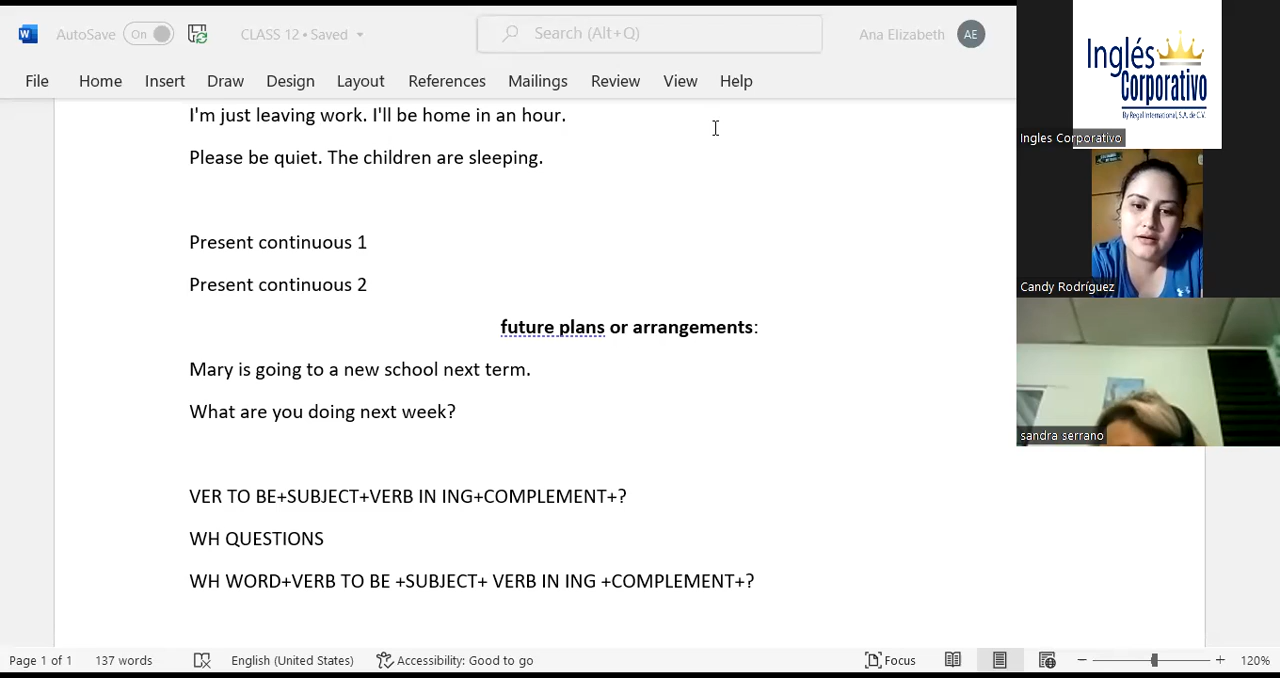 AutoSave On CLASS 12 • Saved Search (Alt+Q) Ana Elizabeth AE
File Home Insert Draw Design Layout References Mailings Review View Help
I'm just leaving work. I'll be home in an hour.
Please be quiet. The children are sleeping.
Present continuous 1
Present continuous 2
future plans or arrangements:
Mary is going to a new school next term.
What are you doing next week?
VER TO BE+SUBJECT+VERB IN ING+COMPLEMENT+?
WH QUESTIONS
WH WORD+VERB TO BE +SUBJECT+ VERB IN ING +COMPLEMENT+?
Page 1 of 1 137 words English (United States) Accessibility: Good to go Focus 120%
Inglés
Corporativo
By Regal International, S.A. de C.V.
Ingles Corporativo
Candy Rodríguez
sandra serrano